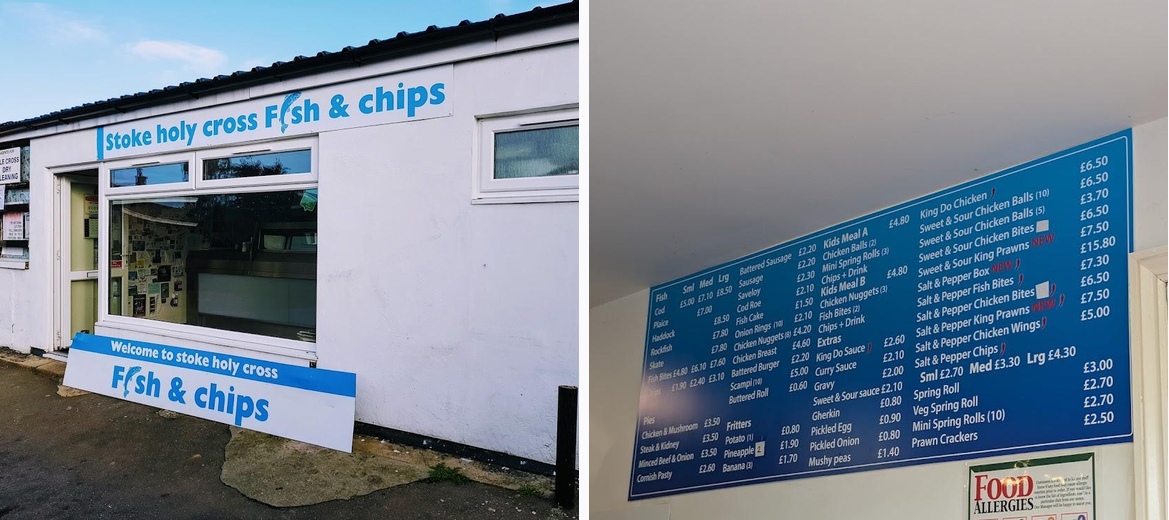 Stoke holy cross Fish & chips
Welcome to stoke holy cross
Fish & chips
LE CROSS
DRY
CLEANING
Fish Sml Med Lrg
Cod £5.00 £7.10 £8.50
Plaice £7.00
Haddock £8.50
Rockfish £7.80
Skate £7.80
Fish Bites £4.80 £6.10 £7.60
£1.90 £2.40 £3.10
Pies
Chicken & Mushroom £3.50
Steak & Kidney £3.50
Minced Beef & Onion £3.50
Cornish Pasty £2.60
Battered Sausage £2.20
Sausage £2.20
Saveloy £2.30
Cod Roe £2.10
Fish Cake £1.50
Onion Rings (10) £2.10
Chicken Nuggets (8) £4.20
Chicken Breast £4.60
Battered Burger £2.20
Scampi (18) £5.00
Buttered Roll £0.60
Fritters
Potato (1) £0.80
Pineapple 2 £1.90
Banana (3) £1.70
Kids Meal A £4.80
Chicken Balls (2)
Mini Spring Rolls (3)
Chips + Drink
Kids Meal B £4.80
Chicken Nuggets (3)
Fish Bites (2)
Chips + Drink
Extras
King Do Sauce £2.60
Curry Sauce £2.10
Gravy £2.00
Sweet & Sour sauce £2.10
Gherkin £0.80
Pickled Egg £0.90
Pickled Onion £0.80
Mushy peas £1.40
King Do Chicken £6.50
Sweet & Sour Chicken Balls (10) £6.50
Sweet & Sour Chicken Balls (5) £3.70
Sweet & Sour Chicken Bites £6.50
Sweet & Sour King Prawns NEW £7.50
Salt & Pepper Box NEW £15.80
Salt & Pepper Fish Bites £7.30
Salt & Pepper Chicken Bites £6.50
Salt & Pepper King Prawns NEW £7.50
Salt & Pepper Chicken Wings £5.00
Salt & Pepper Chips
Sml £2.70 Med £3.30 Lrg £4.30
Spring Roll £3.00
Veg Spring Roll £2.70
Mini Spring Rolls (10) £2.70
Prawn Crackers £2.50
FOOD
ALLERGIES